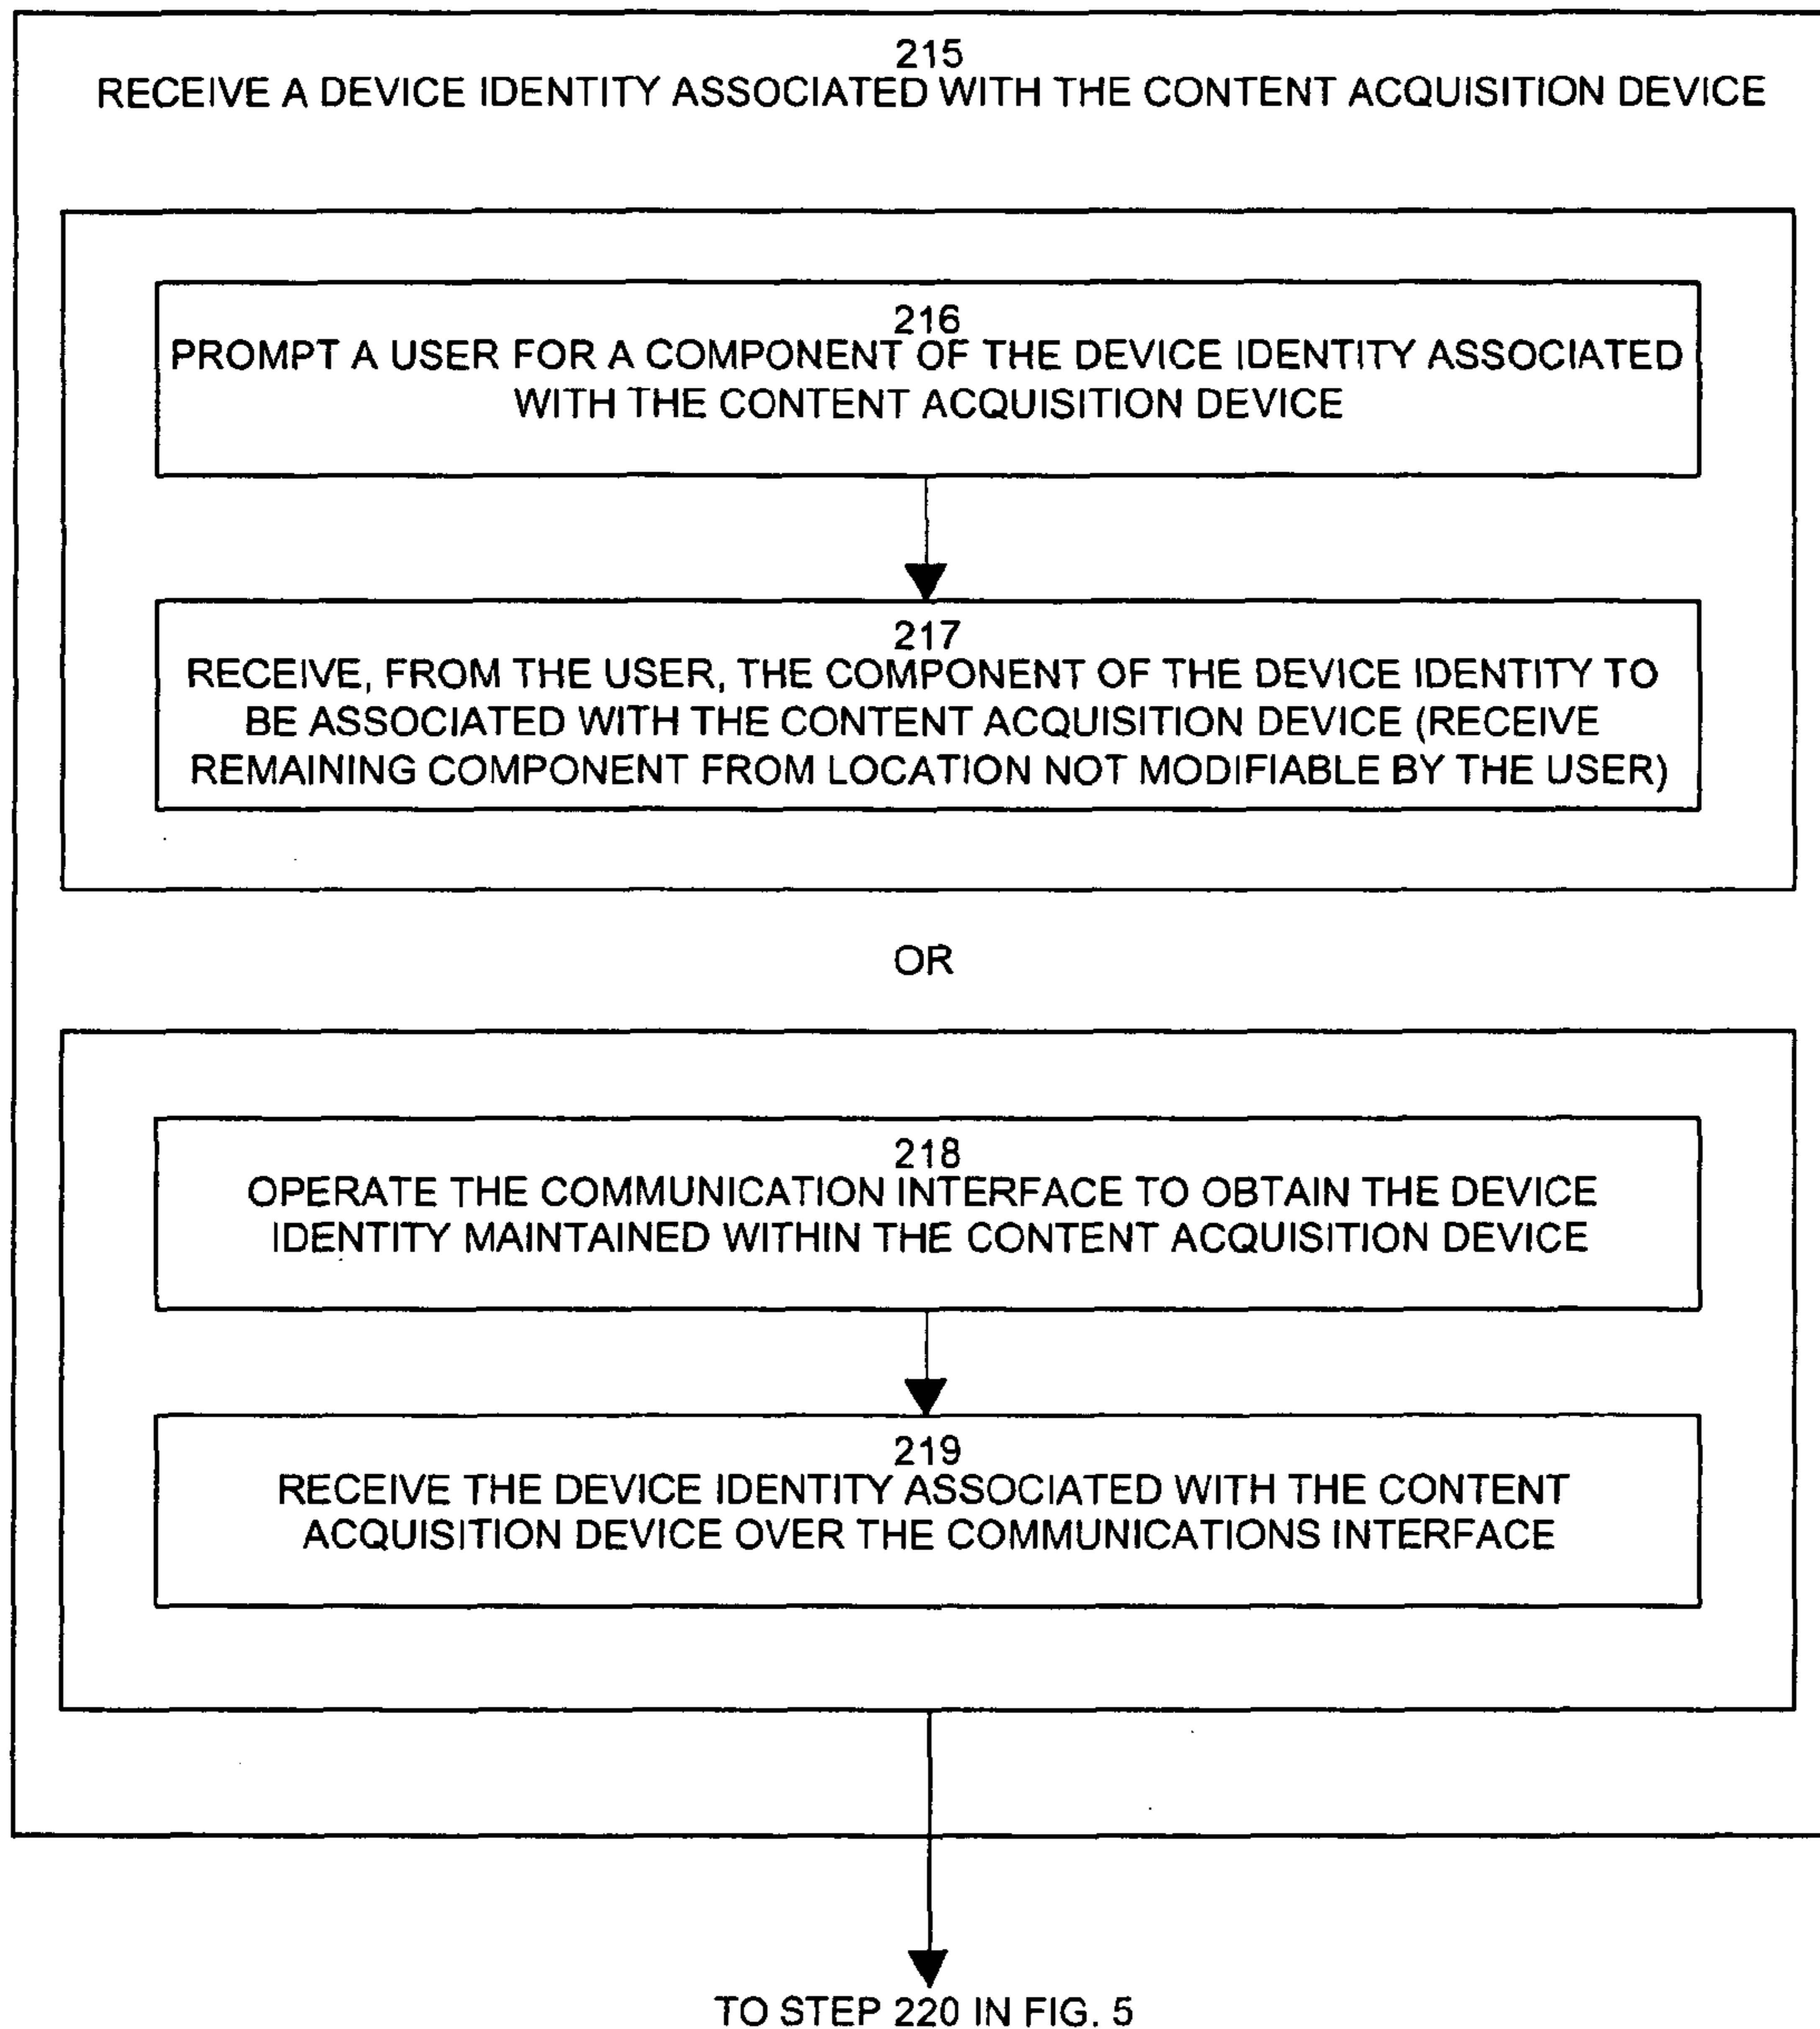 215
RECEIVE A DEVICE IDENTITY ASSOCIATED WITH THE CONTENT ACQUISITION DEVICE
216
PROMPT A USER FOR A COMPONENT OF THE DEVICE IDENTITY ASSOCIATED
WITH THE CONTENT ACQUISITION DEVICE
217
RECEIVE, FROM THE USER, THE COMPONENT OF THE DEVICE IDENTITY TO
BE ASSOCIATED WITH THE CONTENT ACQUISITION DEVICE (RECEIVE
REMAINING COMPONENT FROM LOCATION NOT MODIFIABLE BY THE USER)
OR
218
OPERATE THE COMMUNICATION INTERFACE TO OBTAIN THE DEVICE
IDENTITY MAINTAINED WITHIN THE CONTENT ACQUISITION DEVICE
219
RECEIVE THE DEVICE IDENTITY ASSOCIATED WITH THE CONTENT
ACQUISITION DEVICE OVER THE COMMUNICATIONS INTERFACE
TO STEP 220 IN FIG. 5